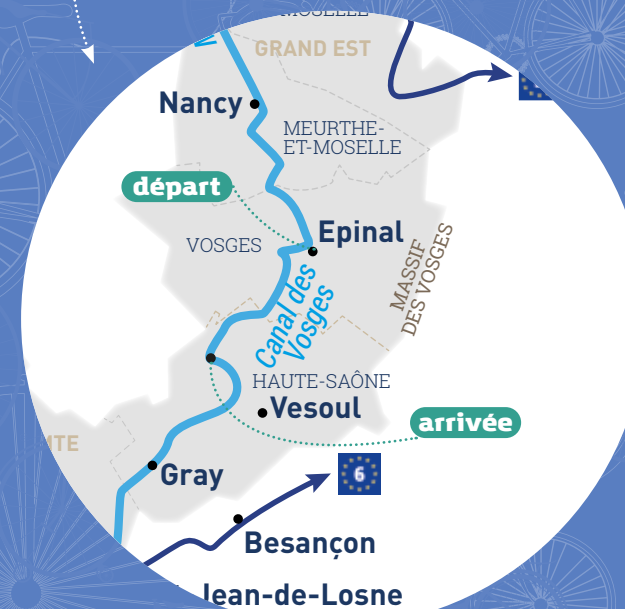 MOSELLE
GRAND EST
Nancy
MEURTHE-
ET-MOSELLE
départ
Epinal
VOSGES
MASSIF
DES VOSGES
Canal des
Vosges
HAUTE-SAÔNE
Vesoul
arrivée
Gray
6
Besançon
Jean-de-Losne